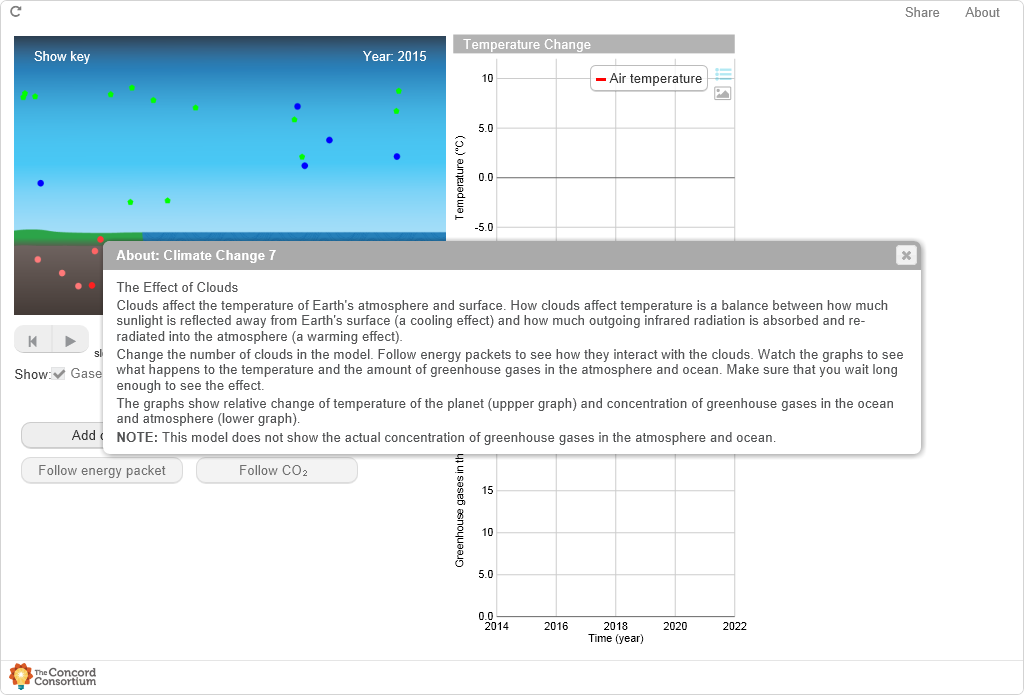 Share About
Show key Year: 2015
Temperature Change
Air temperature
10
5.0
0.0
-5.0
Temperature (°C)
About: Climate Change 7
The Effect of Clouds
Clouds affect the temperature of Earth's atmosphere and surface. How clouds affect temperature is a balance between how much
sunlight is reflected away from Earth's surface (a cooling effect) and how much outgoing infrared radiation is absorbed and re-
radiated into the atmosphere (a warming effect).
Change the number of clouds in the model. Follow energy packets to see how they interact with the clouds. Watch the graphs to see
what happens to the temperature and the amount of greenhouse gases in the atmosphere and ocean. Make sure that you wait long
enough to see the effect.
The graphs show relative change of temperature of the planet (uppper graph) and concentration of greenhouse gases in the ocean
and atmosphere (lower graph).
NOTE: This model does not show the actual concentration of greenhouse gases in the atmosphere and ocean.
Show: Gase
Add
Follow energy packet Follow CO₂
Greenhouse gases in th
15
10
5.0
0.0
2014 2016 2018 2020 2022
Time (year)
The Concord
Consortium